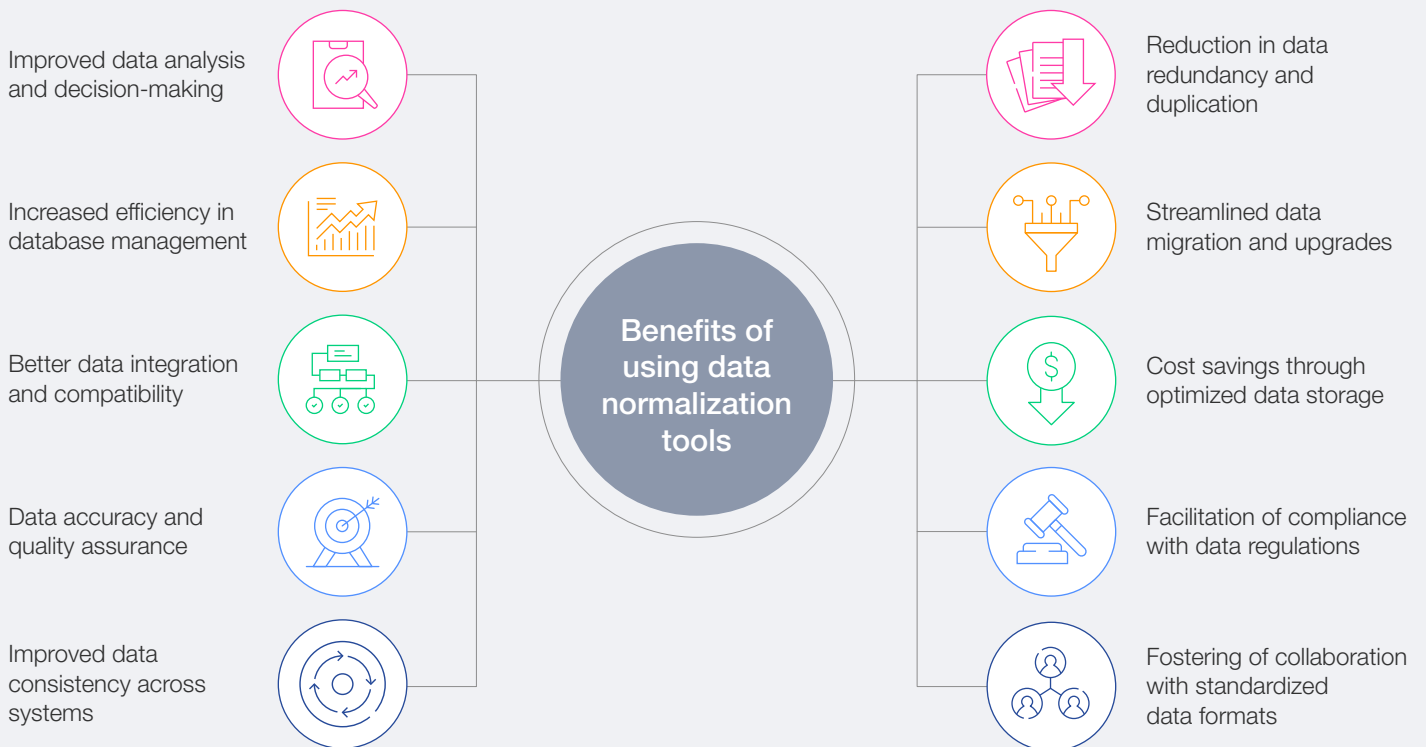 Improved data analysis
and decision-making
Increased efficiency in
database management
Better data integration
and compatibility
Data accuracy and
quality assurance
Improved data
consistency across
systems
Benefits of
using data
normalization
tools
Reduction in data
redundancy and
duplication
Streamlined data
migration and upgrades
$
Cost savings through
optimized data storage
Facilitation of compliance
with data regulations
Fostering of collaboration
with standardized
data formats